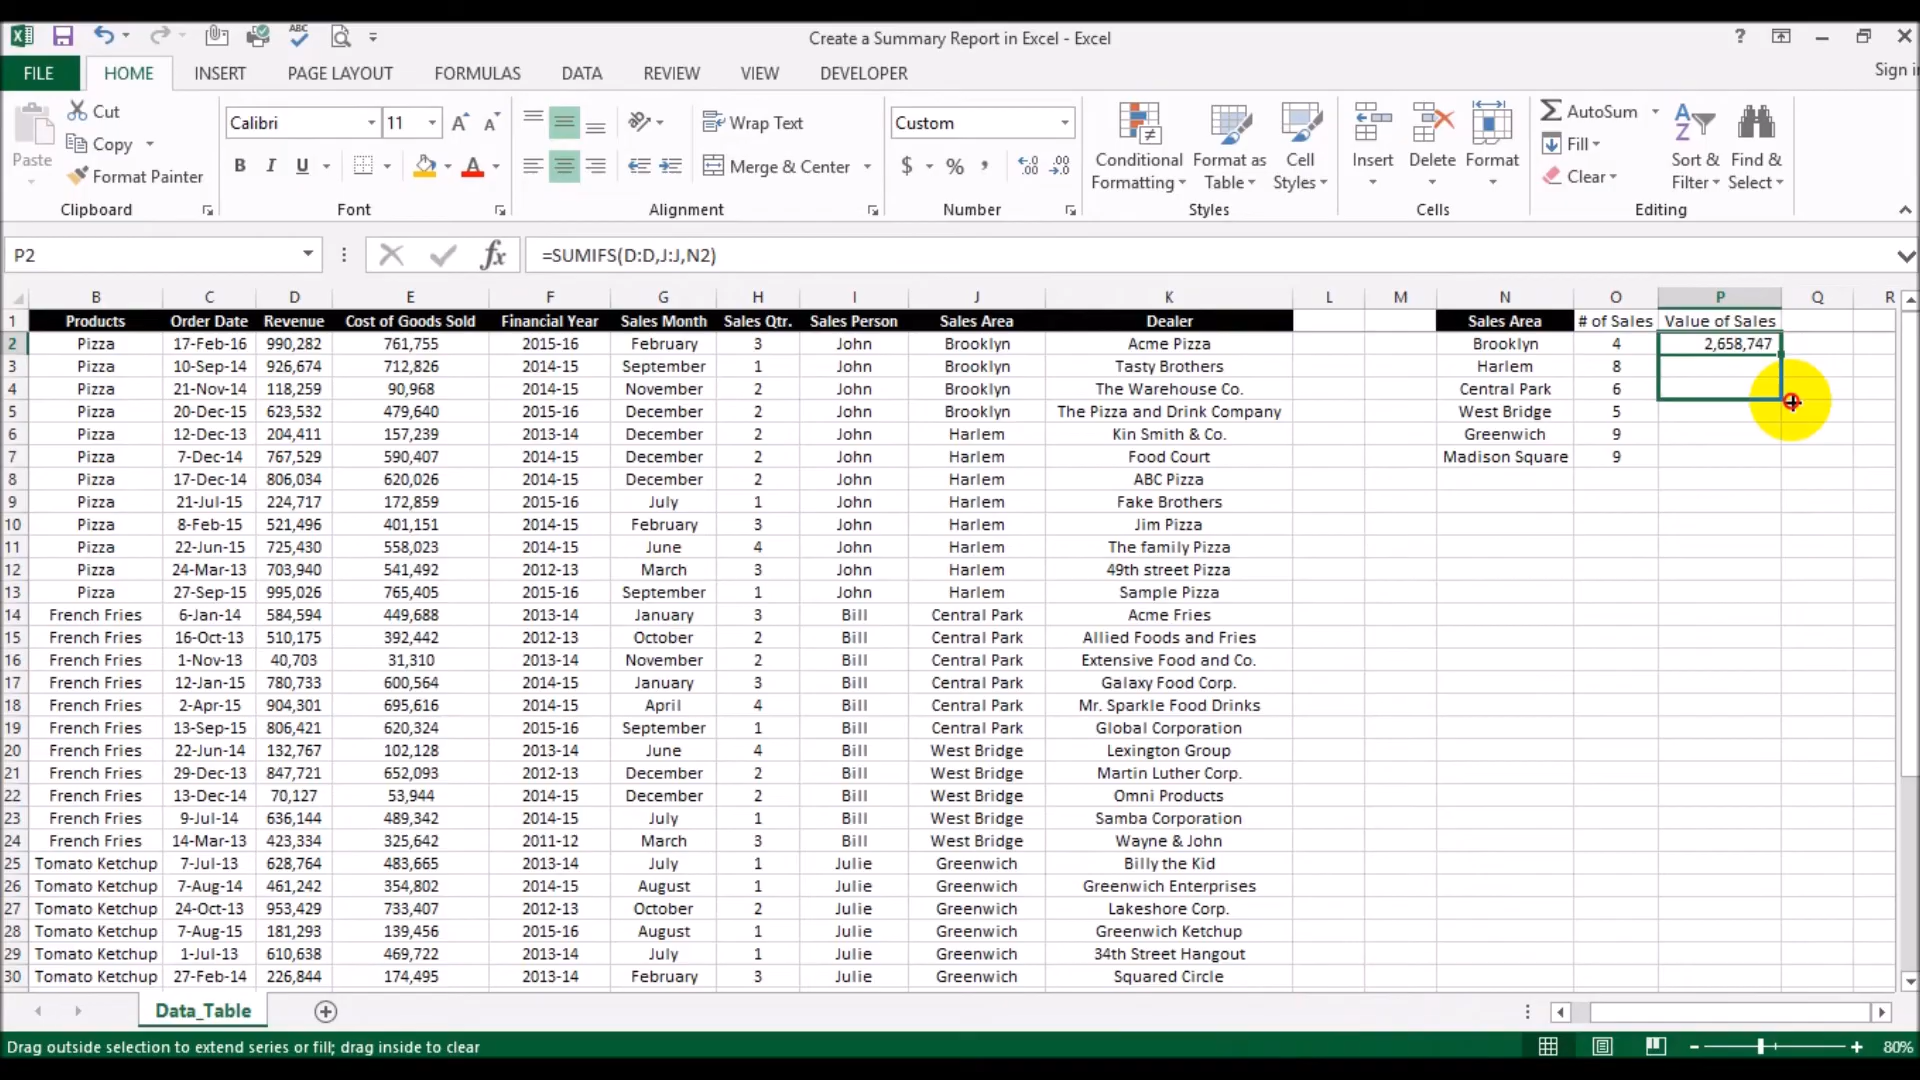 Create a Summary Report in Excel - Excel
FILE HOME INSERT PAGE LAYOUT FORMULAS DATA REVIEW VIEW DEVELOPER Sign in
Paste Cut Copy Format Painter Clipboard
Calibri 11 B I U A Font
Wrap Text Merge & Center Alignment
Custom $ % Number
Conditional Formatting Format as Table Cell Styles Styles
Insert Delete Format Cells
AutoSum Fill Clear Sort & Filter Find & Select Editing
P2 fx =SUMIFS(D:D,J:J,N2)
B C D E F G H I J K L M N O P Q R
1 Products Order Date Revenue Cost of Goods Sold Financial Year Sales Month Sales Qtr. Sales Person Sales Area Dealer Sales Area # of Sales Value of Sales
2 Pizza 17-Feb-16 990,282 761,755 2015-16 February 3 John Brooklyn Acme Pizza Brooklyn 4 2,658,747
3 Pizza 10-Sep-14 926,674 712,826 2014-15 September 1 John Brooklyn Tasty Brothers Harlem 8
4 Pizza 21-Nov-14 118,259 90,968 2014-15 November 2 John Brooklyn The Warehouse Co. Central Park 6
5 Pizza 20-Dec-15 623,532 479,640 2015-16 December 2 John Brooklyn The Pizza and Drink Company West Bridge 5
6 Pizza 12-Dec-13 204,411 157,239 2013-14 December 2 John Harlem Kin Smith & Co. Greenwich 9
7 Pizza 7-Dec-14 767,529 590,407 2014-15 December 2 John Harlem Food Court Madison Square 9
8 Pizza 17-Dec-14 806,034 620,026 2014-15 December 2 John Harlem ABC Pizza
9 Pizza 21-Jul-15 224,717 172,859 2015-16 July 1 John Harlem Fake Brothers
10 Pizza 8-Feb-15 521,496 401,151 2014-15 February 3 John Harlem Jim Pizza
11 Pizza 22-Jun-15 725,430 558,023 2014-15 June 4 John Harlem The family Pizza
12 Pizza 24-Mar-13 703,940 541,492 2012-13 March 3 John Harlem 49th street Pizza
13 Pizza 27-Sep-15 995,026 765,405 2015-16 September 1 John Harlem Sample Pizza
14 French Fries 6-Jan-14 584,594 449,688 2013-14 January 3 Bill Central Park Acme Fries
15 French Fries 16-Oct-13 510,175 392,442 2012-13 October 2 Bill Central Park Allied Foods and Fries
16 French Fries 1-Nov-13 40,703 31,310 2013-14 November 2 Bill Central Park Extensive Food and Co.
17 French Fries 12-Jan-15 780,733 600,564 2014-15 January 3 Bill Central Park Galaxy Food Corp.
18 French Fries 2-Apr-15 904,301 695,616 2014-15 April 4 Bill Central Park Mr. Sparkle Food Drinks
19 French Fries 13-Sep-15 806,421 620,324 2015-16 September 1 Bill Central Park Global Corporation
20 French Fries 22-Jun-14 132,767 102,128 2013-14 June 4 Bill West Bridge Lexington Group
21 French Fries 29-Dec-13 847,721 652,093 2012-13 December 2 Bill West Bridge Martin Luther Corp.
22 French Fries 13-Dec-14 70,127 53,944 2014-15 December 2 Bill West Bridge Omni Products
23 French Fries 9-Jul-14 636,144 489,342 2014-15 July 1 Bill West Bridge Samba Corporation
24 French Fries 14-Mar-13 423,334 325,642 2011-12 March 3 Bill West Bridge Wayne & John
25 Tomato Ketchup 7-Jul-13 628,764 483,665 2013-14 July 1 Julie Greenwich Billy the Kid
26 Tomato Ketchup 7-Aug-14 461,242 354,802 2014-15 August 1 Julie Greenwich Greenwich Enterprises
27 Tomato Ketchup 24-Oct-13 953,429 733,407 2012-13 October 2 Julie Greenwich Lakeshore Corp.
28 Tomato Ketchup 7-Aug-15 181,293 139,456 2015-16 August 1 Julie Greenwich Greenwich Ketchup
29 Tomato Ketchup 1-Jul-13 610,638 469,722 2013-14 July 1 Julie Greenwich 34th Street Hangout
30 Tomato Ketchup 27-Feb-14 226,844 174,495 2013-14 February 3 Julie Greenwich Squared Circle
Data_Table
Drag outside selection to extend series or fill; drag inside to clear 80%